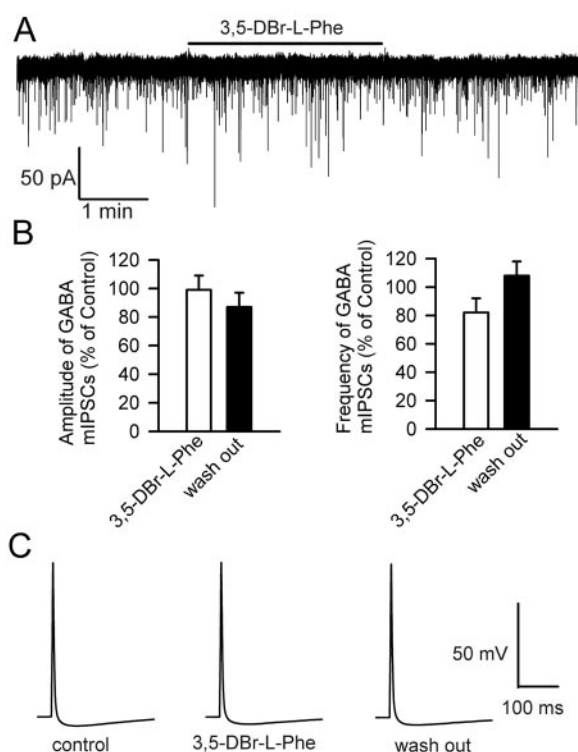 A
3,5-DBr-L-Phe
50 pA
1 min
B
Amplitude of GABA
mIPSCs (% of Control)
120
100
80
60
40
20
0
3,5-DBr-L-Phe
wash out
Frequency of GABA
mIPSCs (% of Control)
120
100
80
60
40
20
0
3,5-DBr-L-Phe
wash out
C
50 mV
100 ms
control
3,5-DBr-L-Phe
wash out